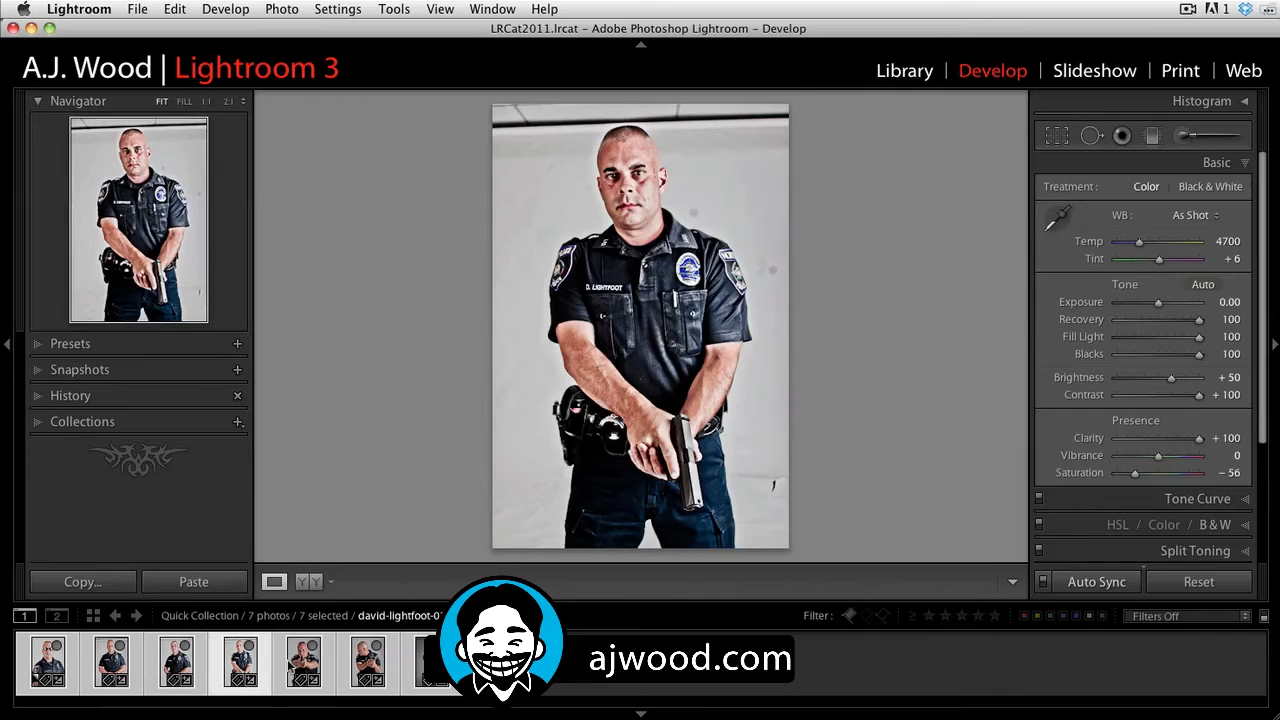 Lightroom File Edit Develop Photo Settings Tools View Window Help 1
LRCat2011.lrcat - Adobe Photoshop Lightroom - Develop
A.J. Wood | Lightroom 3
Library | Develop | Slideshow | Print | Web
Navigator FIT FILL 1:1 2:1
Histogram
Basic
Treatment : Color Black & White
WB : As Shot
Temp 4700
Tint + 6
Tone Auto
Exposure 0.00
Recovery 100
Fill Light 100
Blacks 100
Brightness + 50
Contrast + 100
Presence
Clarity + 100
Vibrance 0
Saturation - 56
Tone Curve
HSL / Color / B & W
Split Toning
Presets
Snapshots
History
Collections
D. LIGHTFOOT
Copy... Paste
Y Y
Auto Sync Reset
1 2 Quick Collection / 7 photos / 7 selected / david-lightfoot-0
Filter : Filters Off
ajwood.com